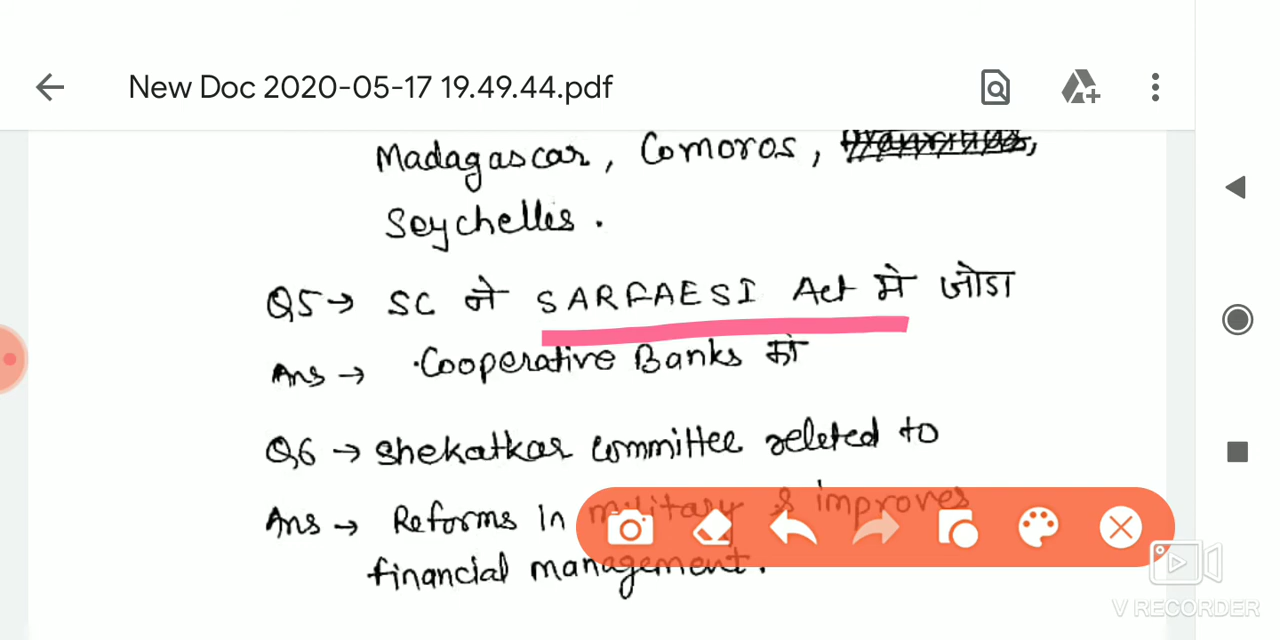 New Doc 2020-05-17 19.49.44.pdf
Madagascar, Comoros,
Seychelles.
Q5→ SC ने SARFAESI Act मे जोडा
Ans → Cooperative Banks को
Q6 → Shekatkar Committee releted to
Ans → Reforms in military & improves
financial management.
V RECORDER